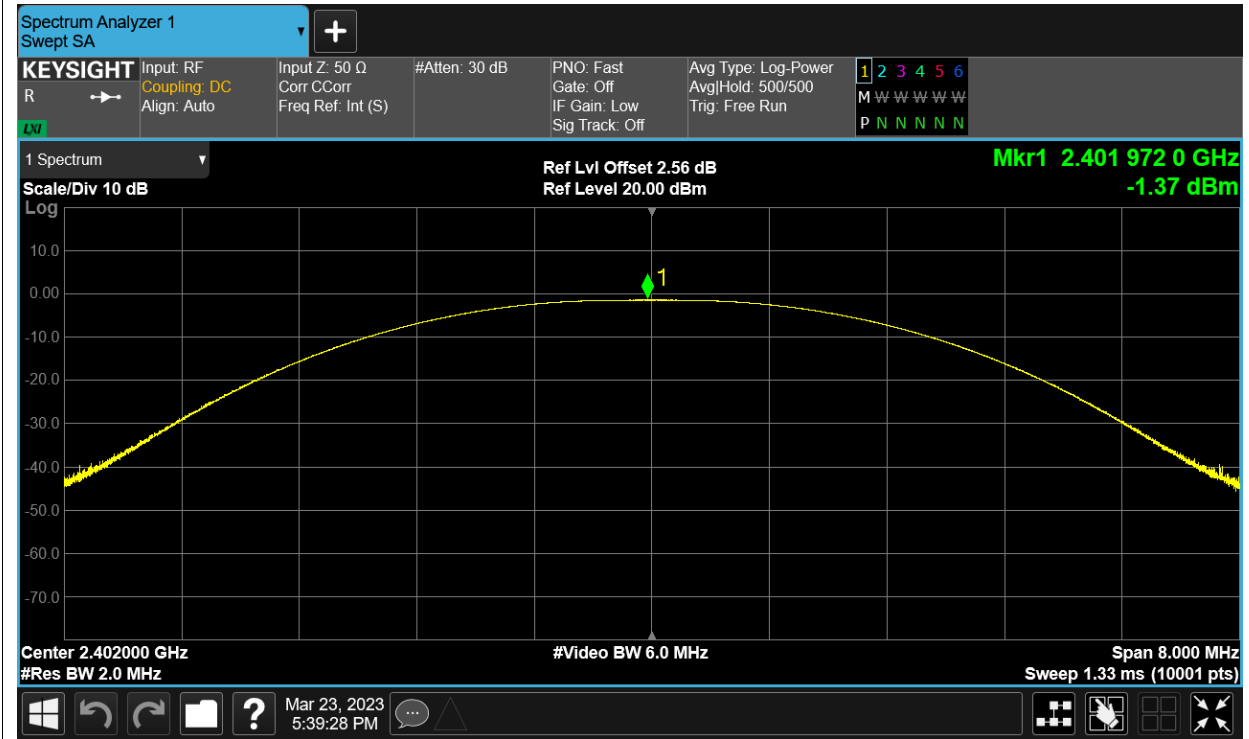 Spectrum Analyzer 1
Swept SA
KEYSIGHT
R
LXI
Input: RF
Coupling: DC
Align: Auto
Input Z: 50 Ω
Corr CCorr
Freq Ref: Int (S)
#Atten: 30 dB
PNO: Fast
Gate: Off
IF Gain: Low
Sig Track: Off
Avg Type: Log-Power
Avg|Hold: 500/500
Trig: Free Run
1 2 3 4 5 6
M W W W W W
P N N N N N
1 Spectrum
Scale/Div 10 dB
Ref Lvl Offset 2.56 dB
Ref Level 20.00 dBm
Mkr1 2.401 972 0 GHz
-1.37 dBm
Log
10.0
0.00
-10.0
-20.0
-30.0
-40.0
-50.0
-60.0
-70.0
1
Center 2.402000 GHz
#Res BW 2.0 MHz
#Video BW 6.0 MHz
Span 8.000 MHz
Sweep 1.33 ms (10001 pts)
?
Mar 23, 2023
5:39:28 PM